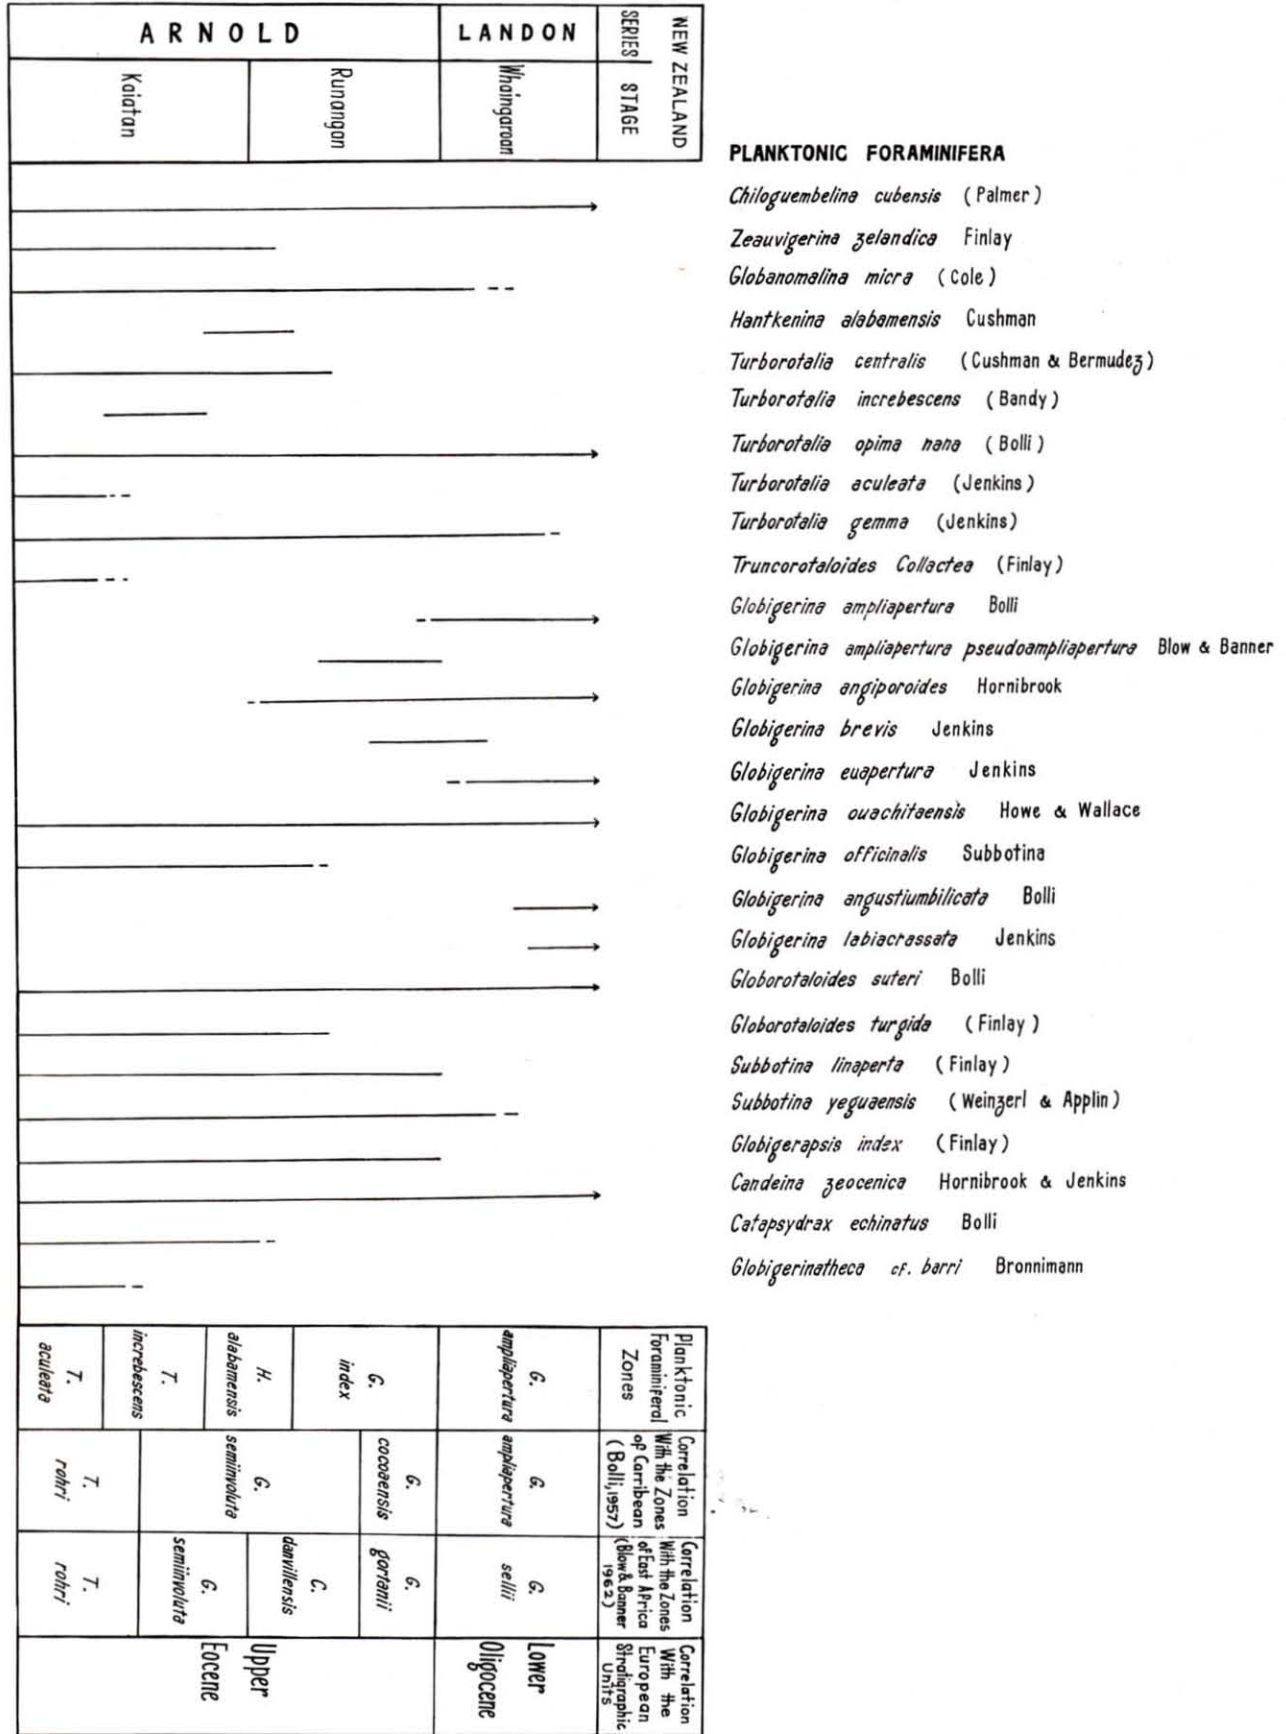 ARNOLD
LANDON
SERIES
NEW ZEALAND
Kaiatan
Runangan
Whaingaroan
STAGE
PLANKTONIC FORAMINIFERA
Chiloguembelina cubensis (Palmer)
Zeauvigerina zelandica Finlay
Globanomalina micra (Cole)
Hantkenina alabamensis Cushman
Turborotalia centralis (Cushman & Bermudez)
Turborotalia increbescens (Bandy)
Turborotalia opima nana (Bolli)
Turborotalia aculeata (Jenkins)
Turborotalia gemma (Jenkins)
Truncorotaloides Collactea (Finlay)
Globigerina ampliapertura Bolli
Globigerina ampliapertura pseudoampliapertura Blow & Banner
Globigerina angiporoides Hornibrook
Globigerina brevis Jenkins
Globigerina euapertura Jenkins
Globigerina ouachitaensis Howe & Wallace
Globigerina officinalis Subbotina
Globigerina angustiumbilicata Bolli
Globigerina labiacrassata Jenkins
Globorotaloides suteri Bolli
Globorotaloides turgida (Finlay)
Subbotina linaperta (Finlay)
Subbotina yeguaensis (Weinzerl & Applin)
Globigerapsis index (Finlay)
Candeina zeocenica Hornibrook & Jenkins
Catapsydrax echinatus Bolli
Globigerinatheca cf. barri Bronnimann
T.
aculeata
T.
increbescens
H.
alabamensis
G.
index
G.
ampliapertura
Planktonic
Foraminiferal
Zones
T.
rohri
G.
semiinvoluta
G.
cocoaensis
G.
ampliapertura
Correlation
With the Zones
of Carribean
(Bolli, 1957)
T.
rohri
G.
semiinvoluta
C.
danvillensis
G.
gortanii
G.
sellii
Correlation
With the Zones
of East Africa
(Blow & Banner
1962)
Upper
Eocene
Lower
Oligocene
Correlation
With the
European
Stratigraphic
Units